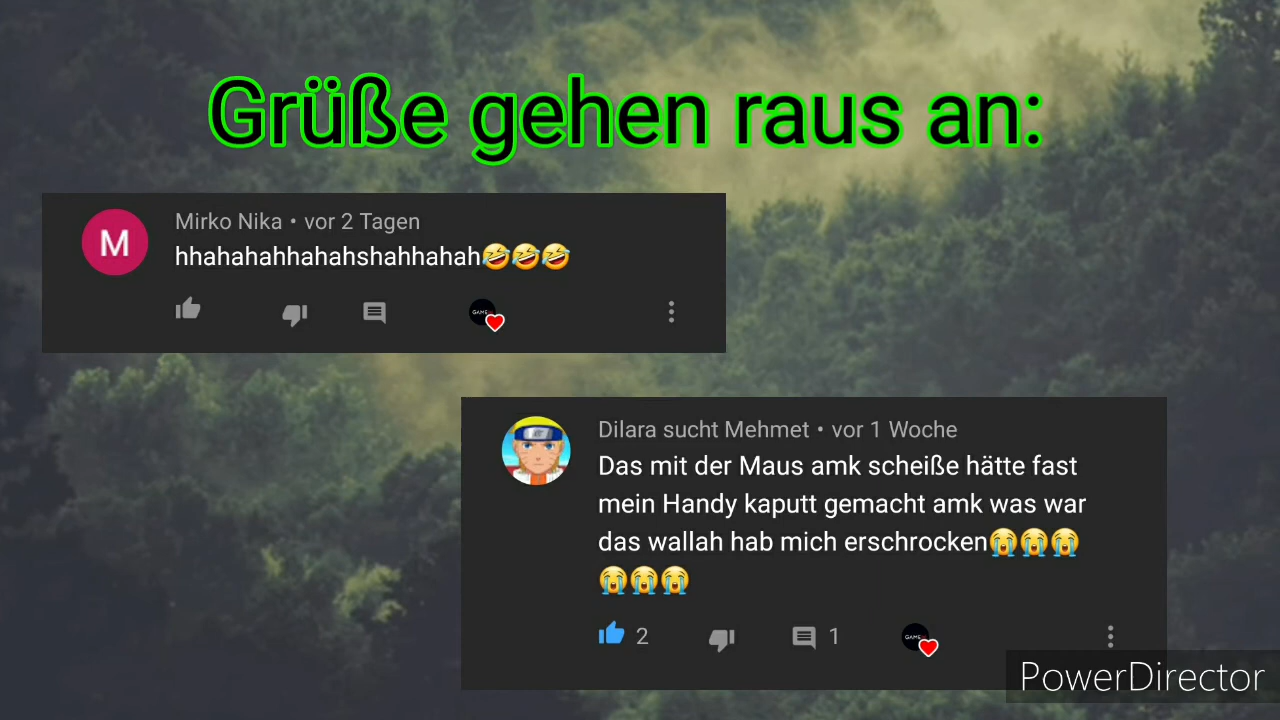 Grüße gehen raus an:
M
Mirko Nika • vor 2 Tagen
hhahahahhahahshahhahah🤣🤣🤣
GAME
Dilara sucht Mehmet • vor 1 Woche
Das mit der Maus amk scheiße hätte fast
mein Handy kaputt gemacht amk was war
das wallah hab mich erschrocken😭😭😭
😭😭😭
2
1
GAME
PowerDirector